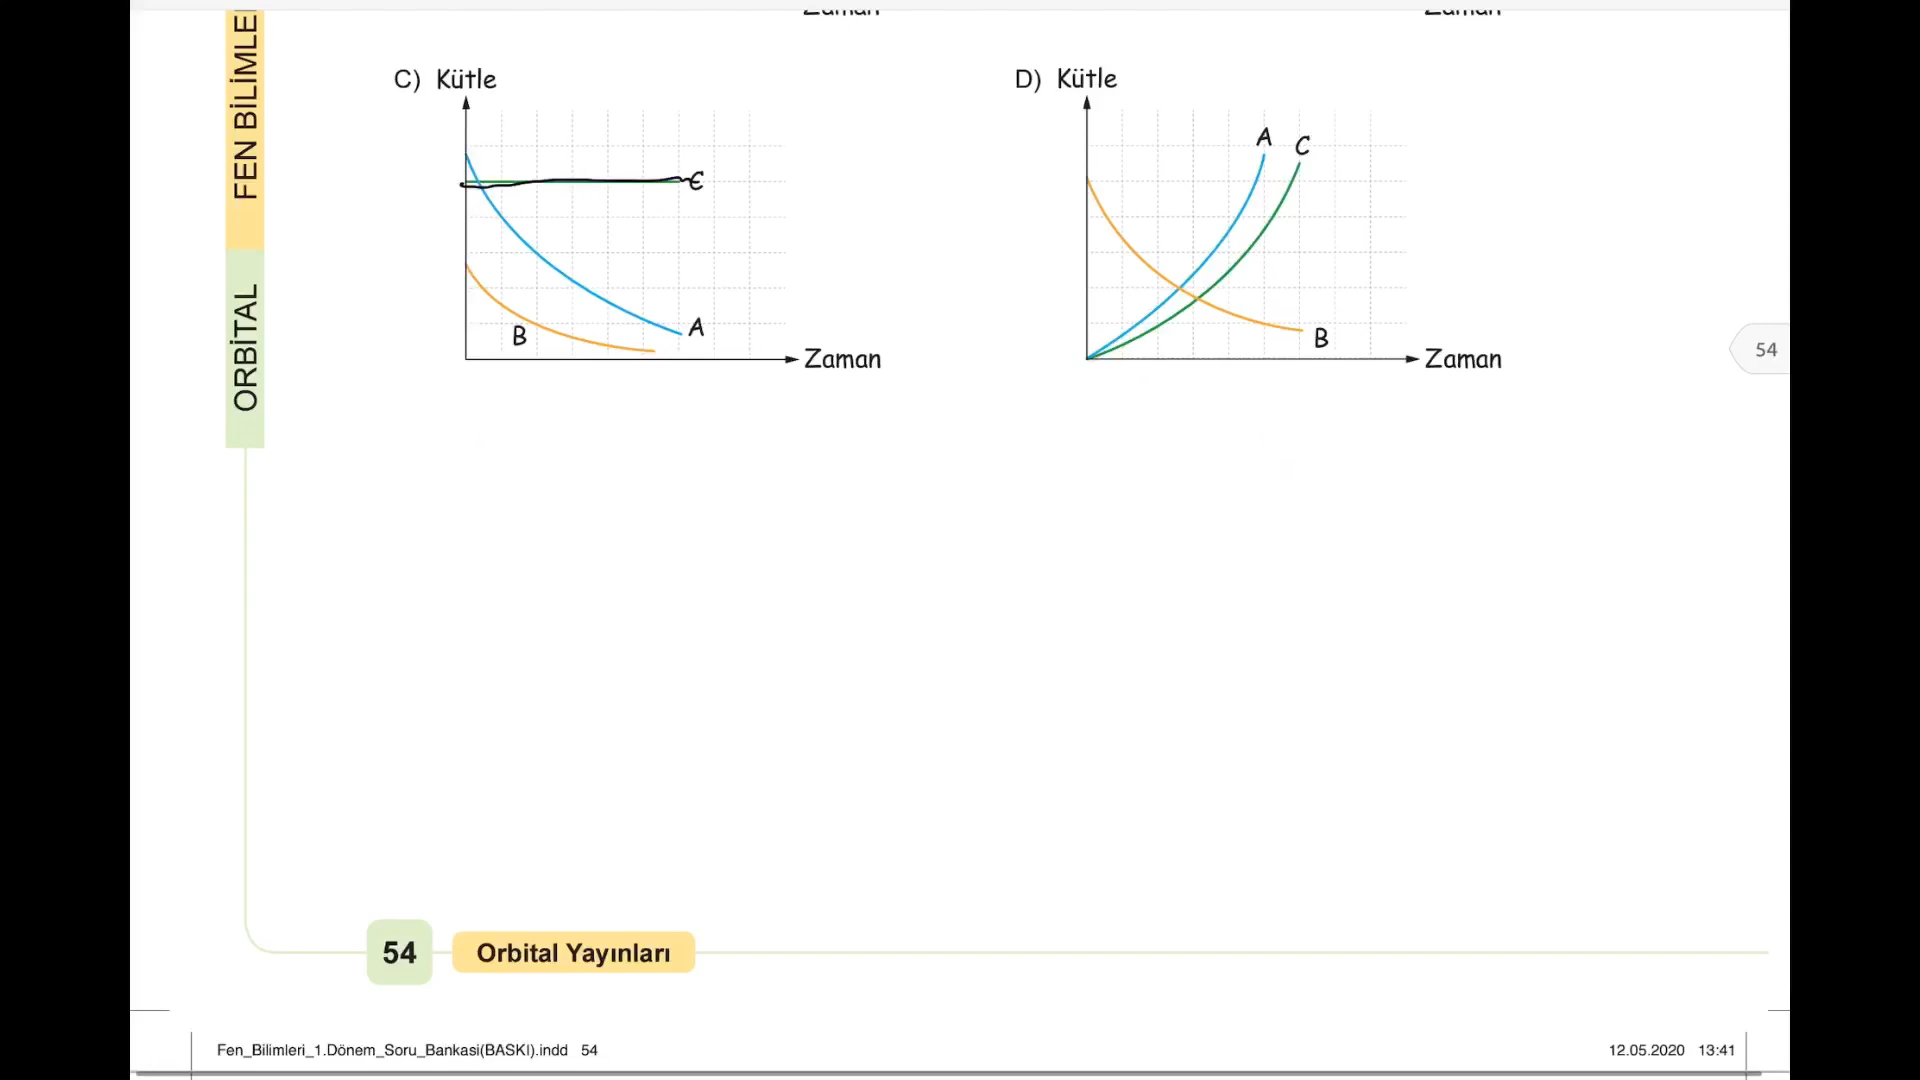 Zaman Zaman
FEN BİLİMLE
ORBİTAL
C) Kütle
C
A
B
Zaman
D) Kütle
A C
B
Zaman
54
54
Orbital Yayınları
Fen_Bilimleri_1.Dönem_Soru_Bankasi(BASKI).indd 54
12.05.2020 13:41